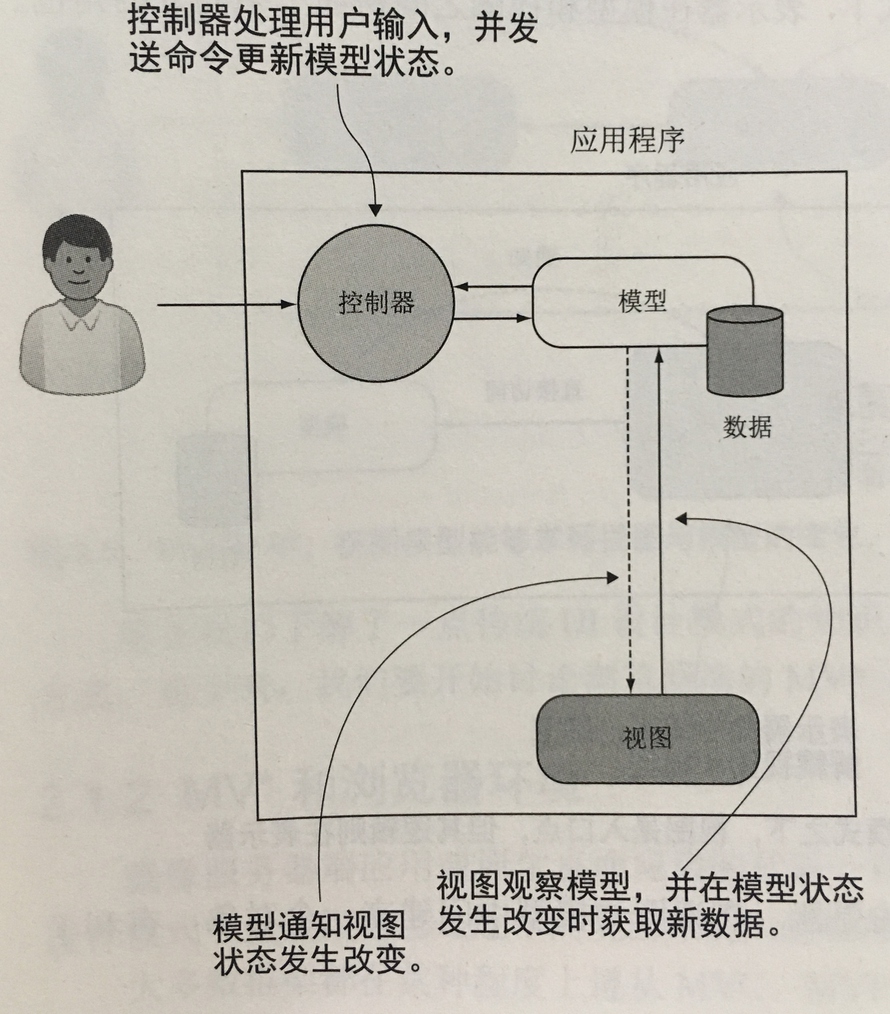 控制器处理用户输入，并发
送命令更新模型状态。
应用程序
控制器
模型
数据
视图
模型通知视图
状态发生改变。
视图观察模型，并在模型状态
发生改变时获取新数据。